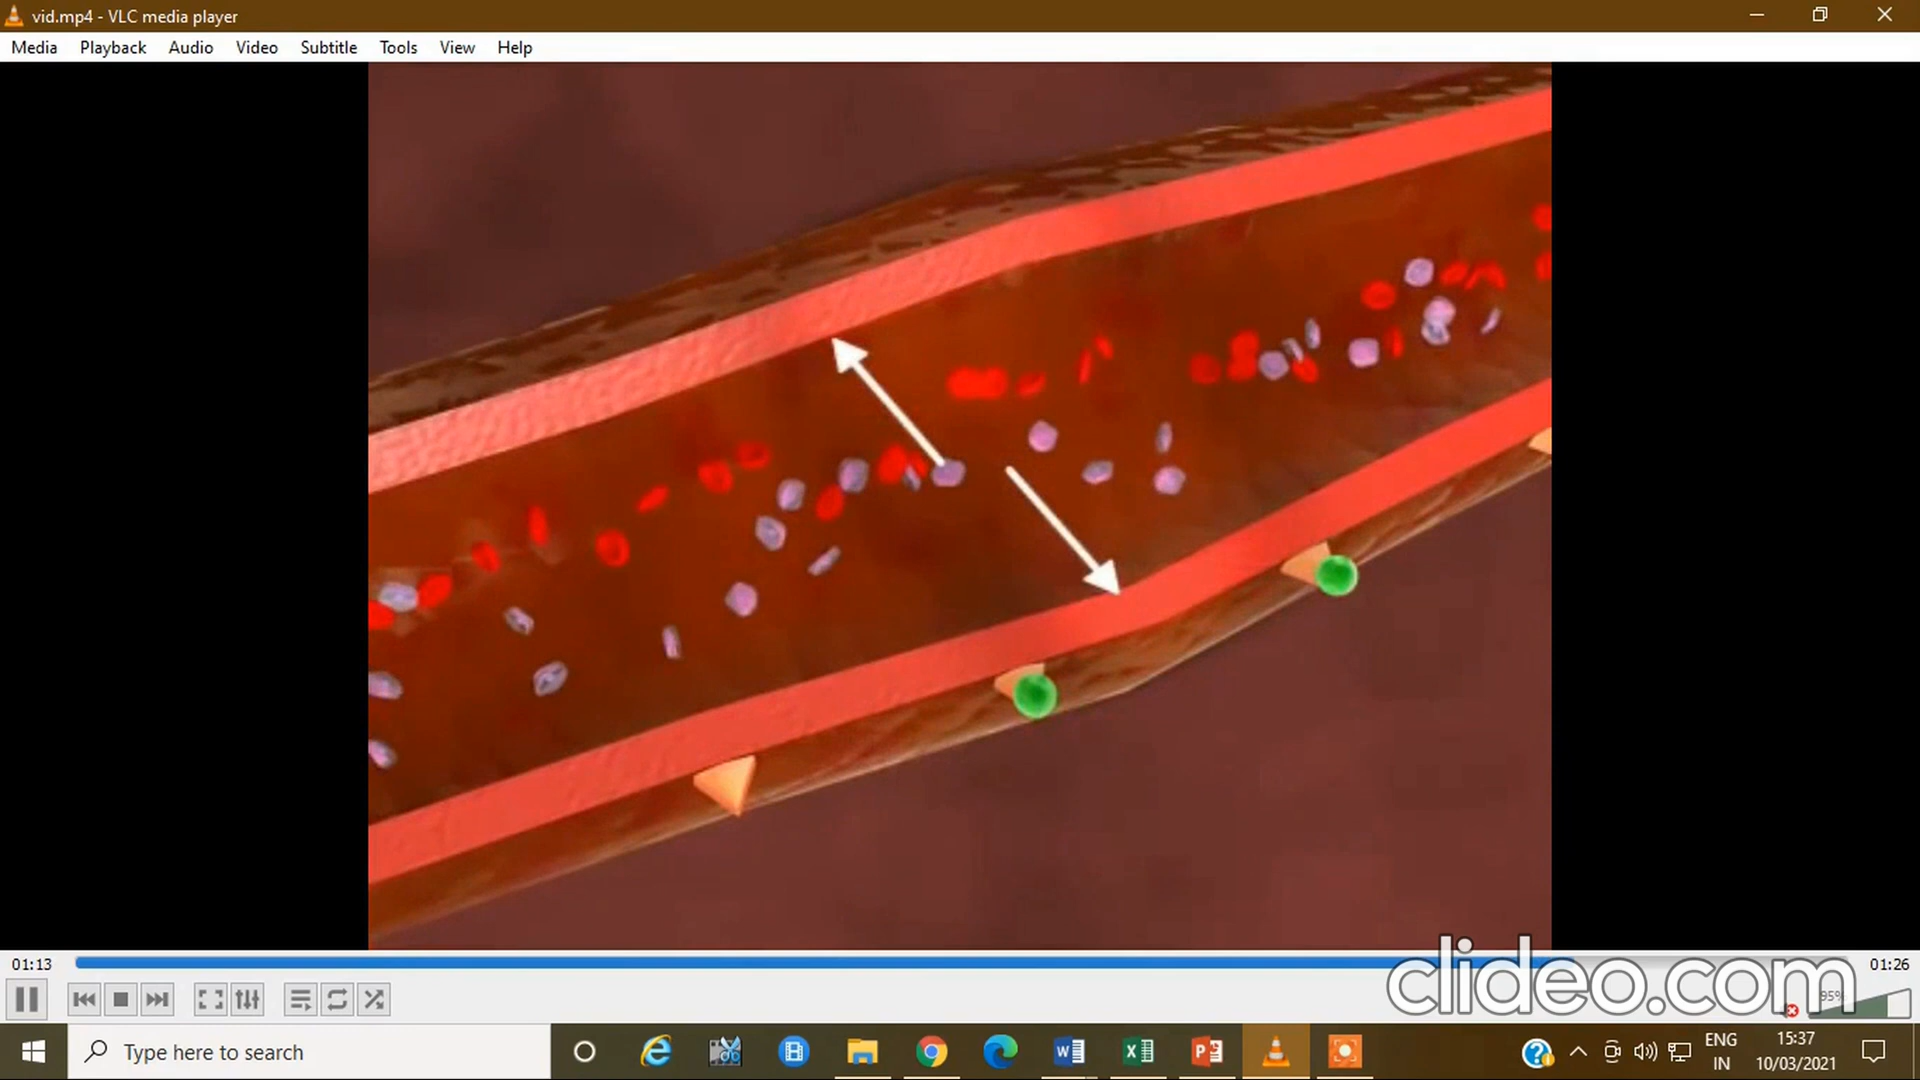 vid.mp4 - VLC media player
Media Playback Audio Video Subtitle Tools View Help
01:13
01:26
clideo.com
95%
Type here to search
ENG
IN
15:37
10/03/2021